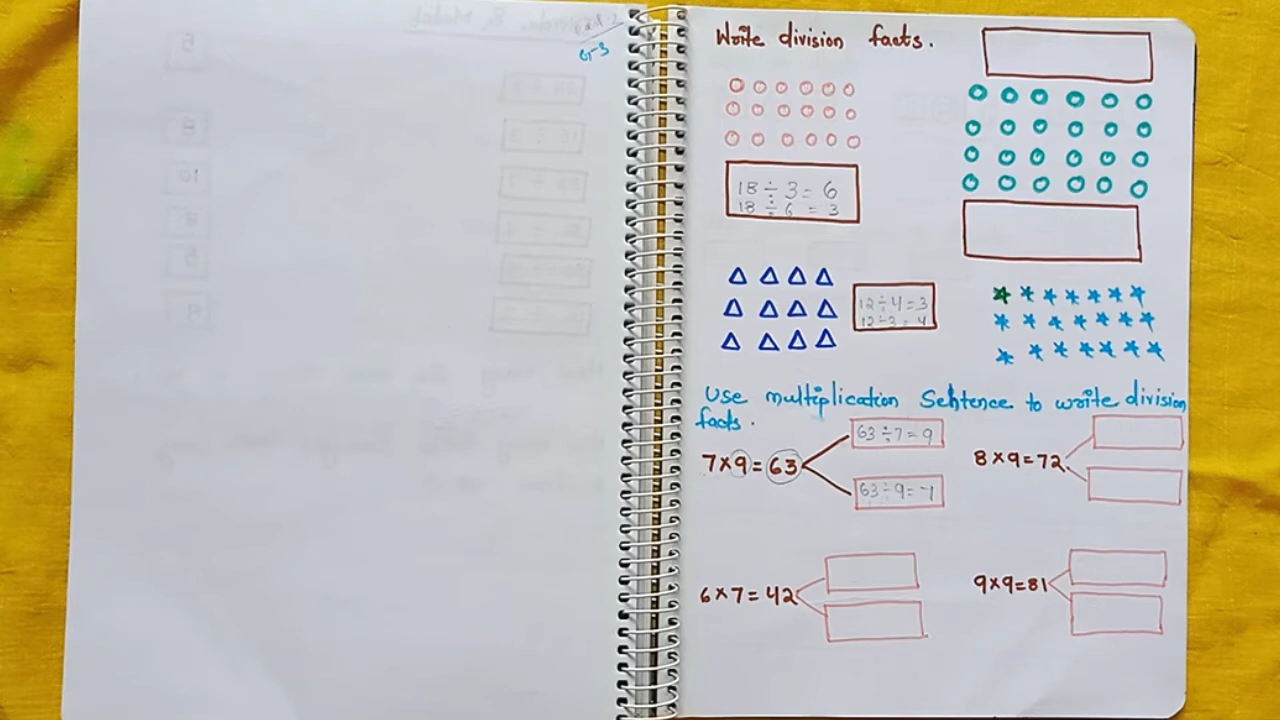 G-3
Write division facts.
18 ÷ 3 = 6
18 ÷ 6 = 3
12 ÷ 4 = 3
12 ÷ 3 = 4
Use multiplication Sentence to write division
facts.
7 × 9 = 63
63 ÷ 7 = 9
63 ÷ 9 = 7
8 × 9 = 72
6 × 7 = 42
9 × 9 = 81